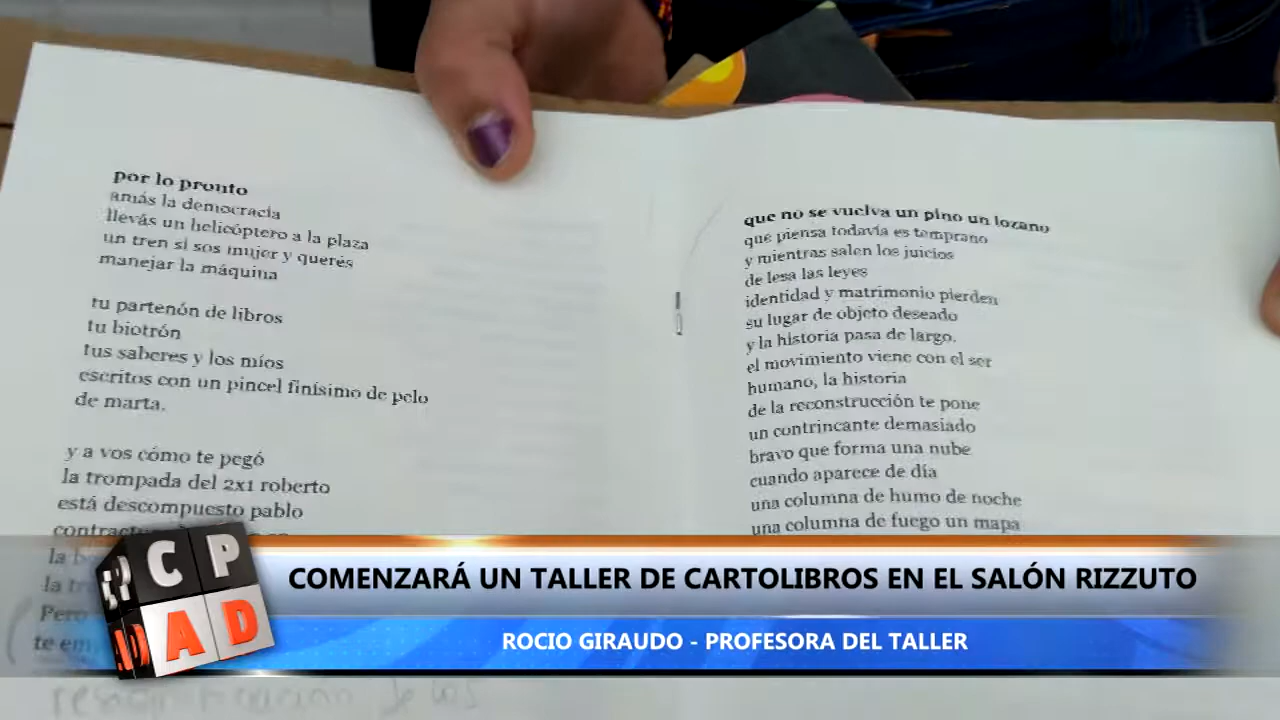 por lo pronto
amás la democracia
llevás un helicóptero a la plaza
un tren si sos mujer y querés
manejar la máquina
tu partenón de libros
tu biotrón
tus saberes y los míos
escritos con un pincel finísimo de pelo
de marta.
y a vos cómo te pegó
la trompada del 2x1 roberto
está descompuesto pablo
la
Pero
te
que no se vuelva un pino un lozano
que piensa todavía es temprano
y mientras salen los juicios
de lesa las leyes
identidad y matrimonio pierden
su lugar de objeto deseado
y la historia pasa de largo.
el movimiento viene con el ser
humano, la historia
de la reconstrucción te pone
un contrincante demasiado
bravo que forma una nube
cuando aparece de día
una columna de humo de noche
una columna de fuego un mapa
CP
AD
COMENZARÁ UN TALLER DE CARTOLIBROS EN EL SALÓN RIZZUTO
ROCIO GIRAUDO - PROFESORA DEL TALLER